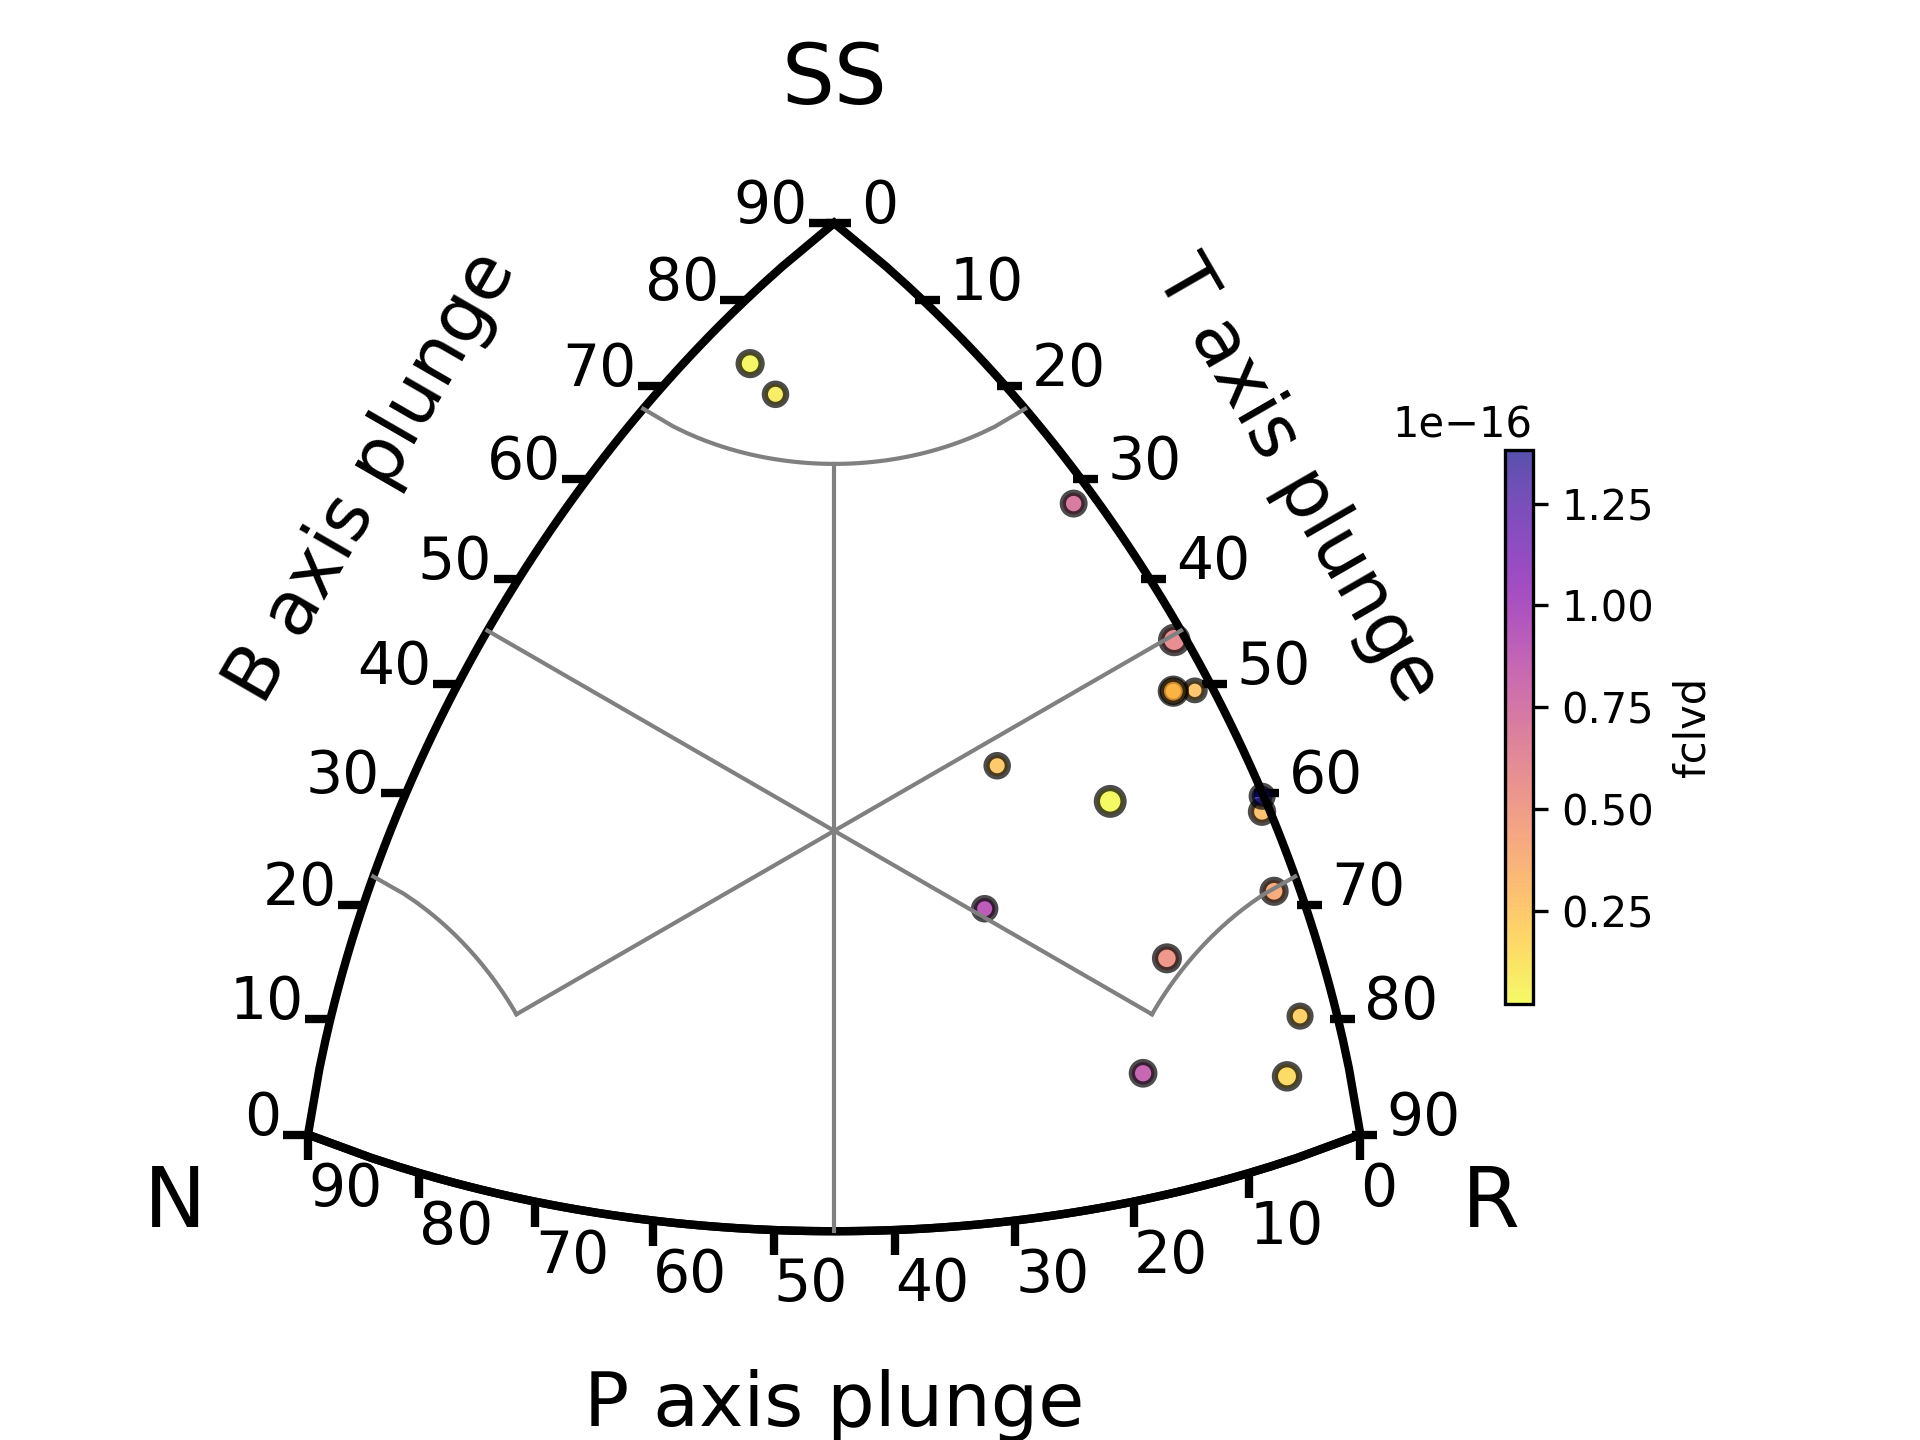 SS
90 0
80 10
70 20
60 30
50 40
40 50
30 60
20 70
10 80
0 90
B axis plunge
T axis plunge
N
R
90 80 70 60 50 40 30 20 10 0
P axis plunge
1e−16
1.25
1.00
0.75
0.50
0.25
fclvd